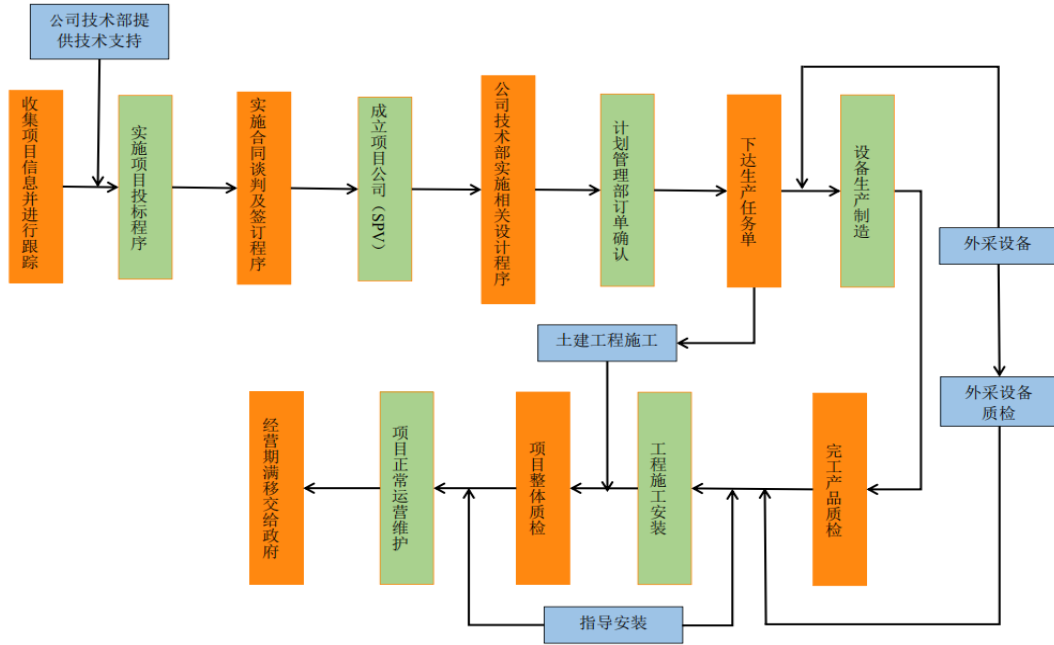 公司技术部提
供技术支持
收集项目信息并进行跟踪
实施项目投标程序
实施合同谈判及签订程序
成立项目公司（SPV）
公司技术部实施相关设计程序
计划管理部订单确认
下达生产任务单
设备生产制造
外采设备
土建工程施工
外采设备
质检
经营期满移交给政府
项目正常运营维护
项目整体质检
工程施工安装
完工产品质检
指导安装